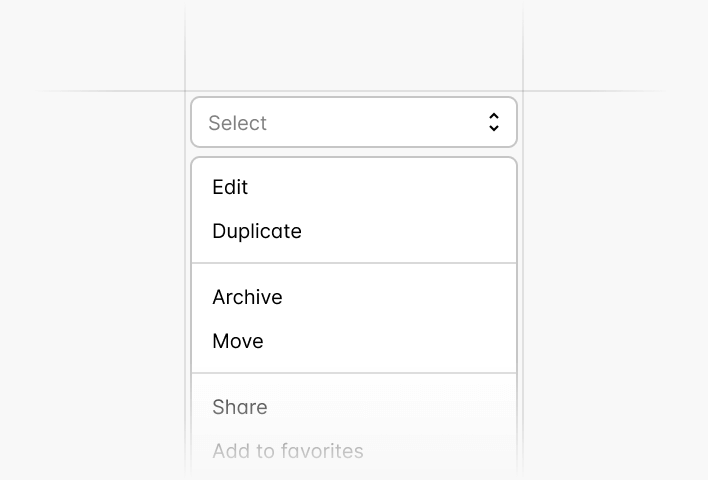 Select
Edit
Duplicate
Archive
Move
Share
Add to favorites